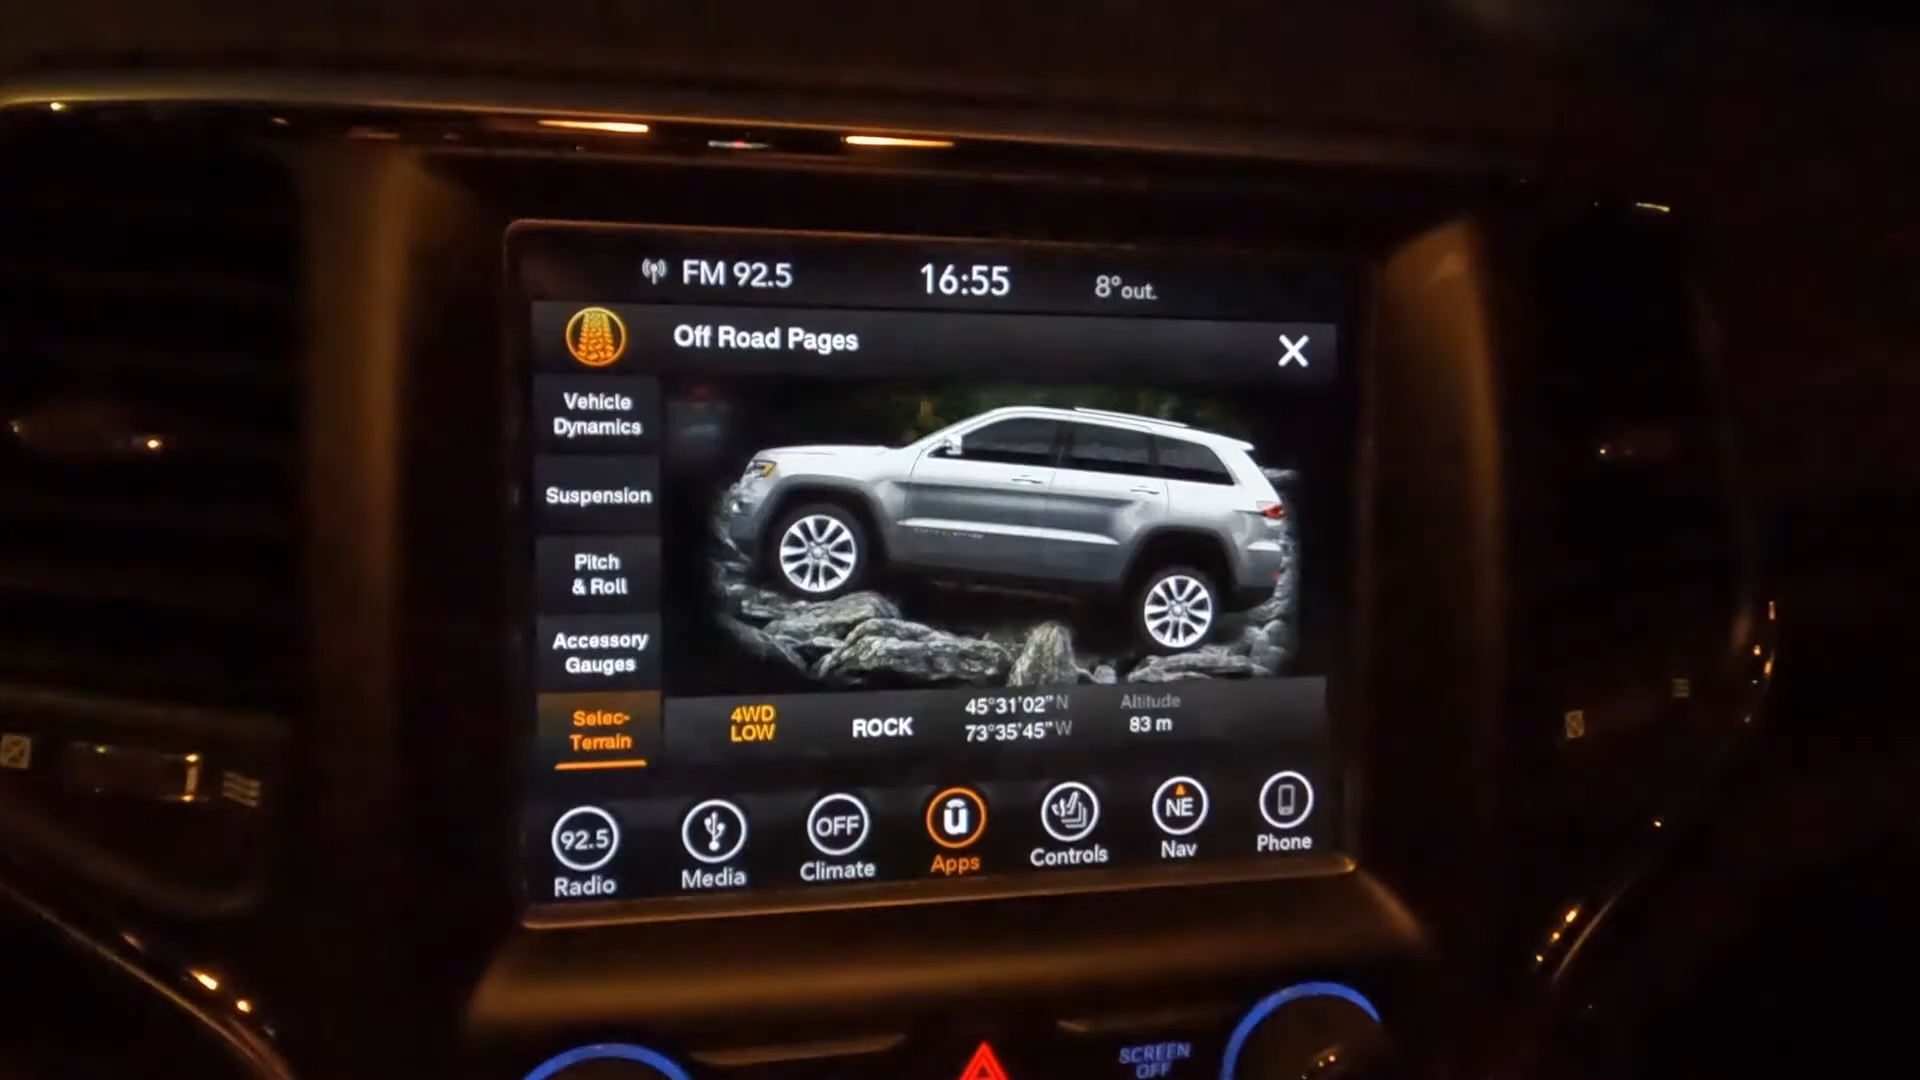 FM 92.5
16:55
8°out.
Off Road Pages
Vehicle
Dynamics
Suspension
Pitch
& Roll
Accessory
Gauges
Selec-
Terrain
4WD
LOW
ROCK
45°31'02" N
73°35'45" W
Altitude
83 m
92.5
Radio
Media
OFF
Climate
Apps
Controls
NE
Nav
Phone
SCREEN
OFF